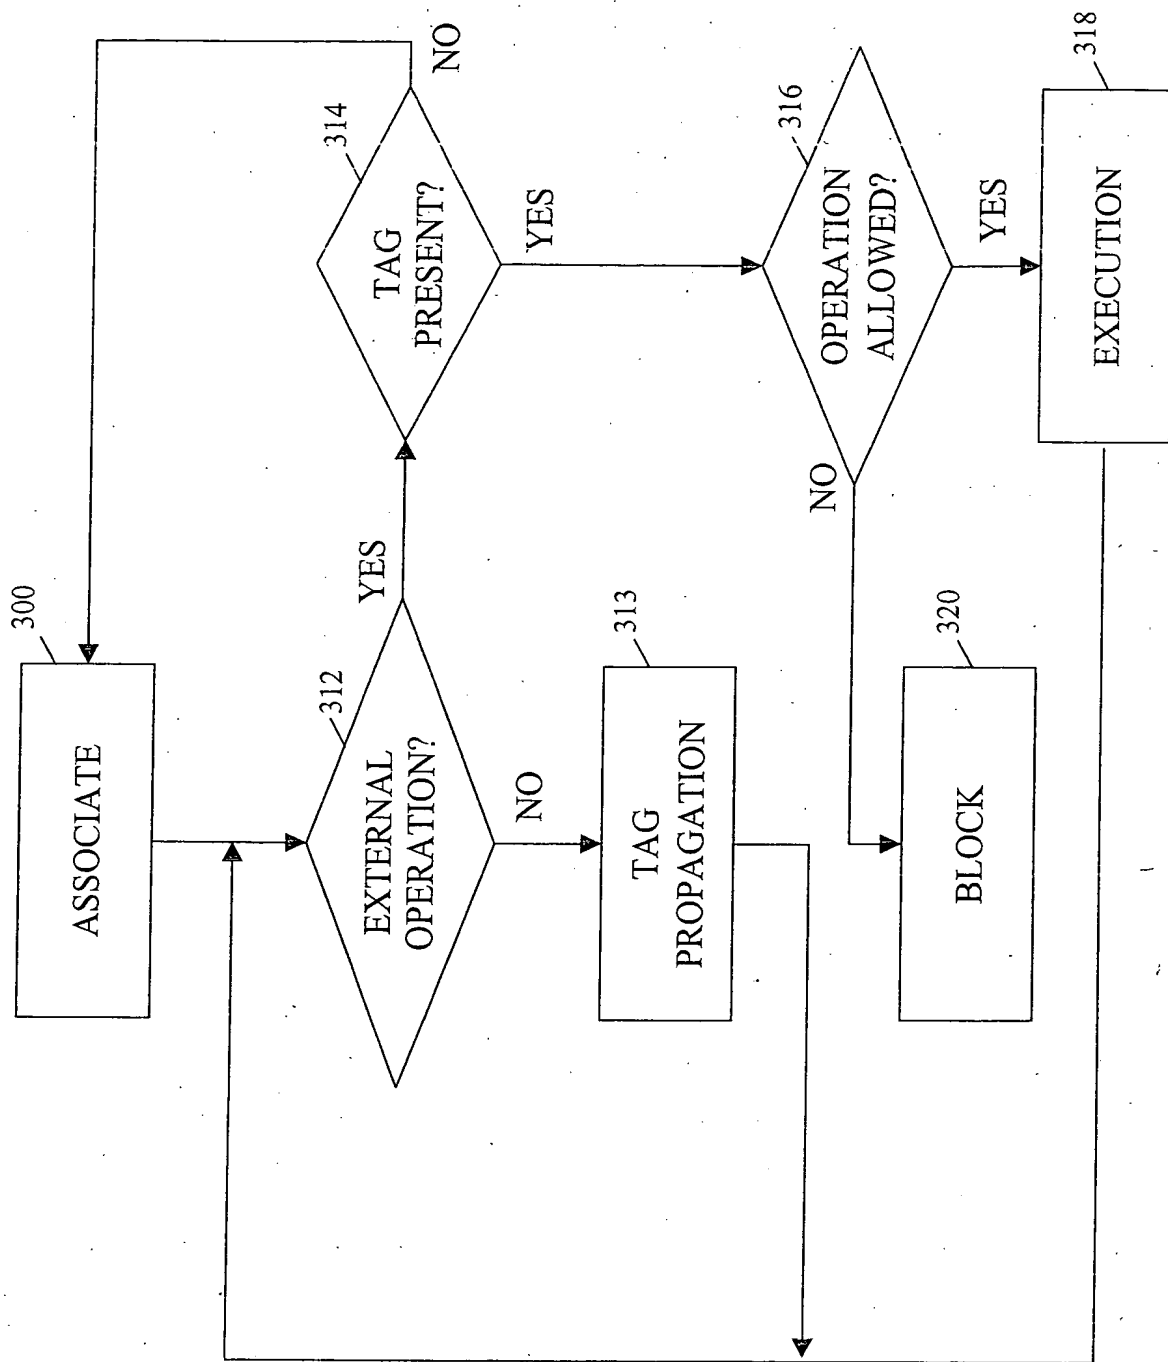 300
ASSOCIATE
312
EXTERNAL
OPERATION?
YES
NO
314
TAG
PRESENT?
NO
YES
313
TAG
PROPAGATION
316
OPERATION
ALLOWED?
NO
YES
320
BLOCK
318
EXECUTION